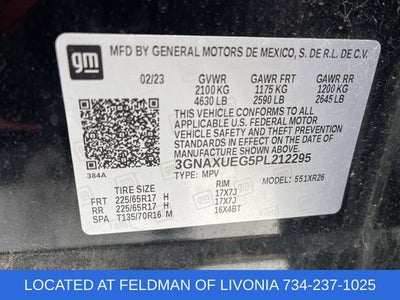 gm
MFD BY GENERAL MOTORS DE MEXICO, S. DE R.L. DE C.V.
02/23 GVWR GAWR FRT GAWR RR
2100 KG 1175 KG 1200 KG
4630 LB 2590 LB 2645 LB
THIS VEHICLE CONFORMS TO ALL APPLICABLE
U.S. FEDERAL MOTOR VEHICLE SAFETY, BUMPER, AND
THEFT PREVENTION STANDARDS IN EFFECT ON THE
DATE OF MANUFACTURE SHOWN ABOVE.
3GNAXUEG5PL212295
TYPE: MPV MODEL: 551XR26
384A
TIRE SIZE SPEED RTG RIM
FRT 225/65R17 H 17X7J
RR 225/65R17 H 17X7J
SPA T135/70R16 M 16X4BT
LOCATED AT FELDMAN OF LIVONIA 734-237-1025